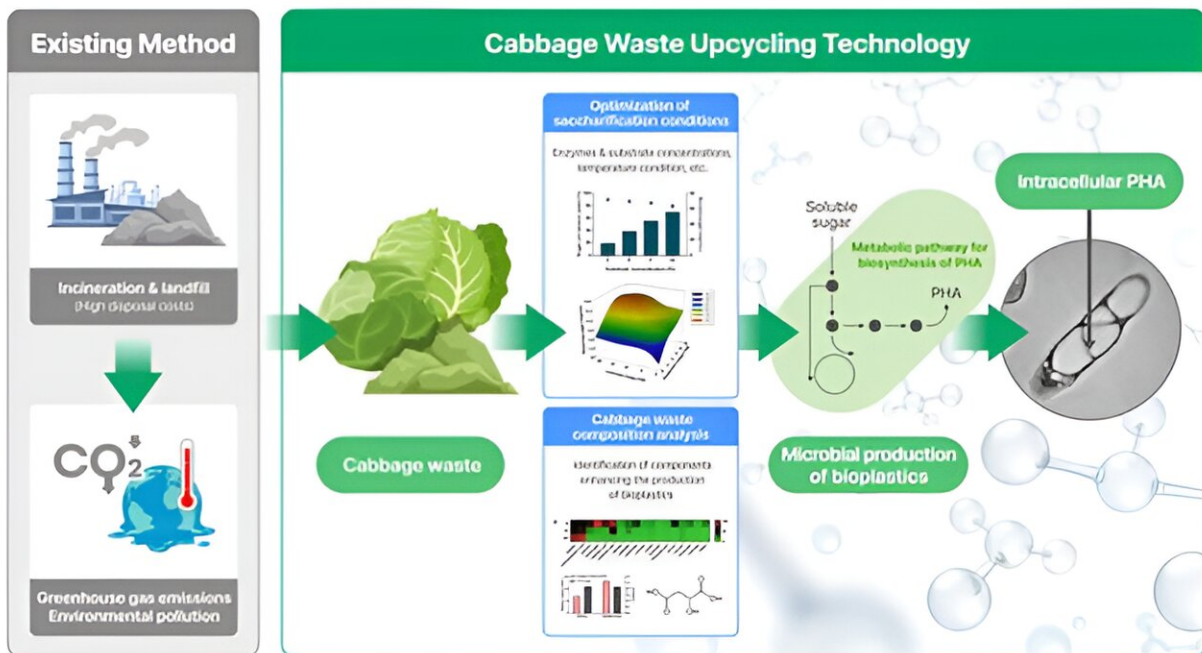 Existing Method
Incineration & landfill
(High disposal costs)
CO2
Greenhouse gas emissions
Environmental pollution
Cabbage Waste Upcycling Technology
Cabbage waste
Optimization of
saccharification conditions
Enzymes & substrate concentrations,
temperature condition, etc.
Cabbage waste
composition analysis
Identification of components
enhancing the production
of bioplastics
Soluble
sugar
Metabolic pathway for
biosynthesis of PHA
PHA
Microbial production
of bioplastics
Intracellular PHA